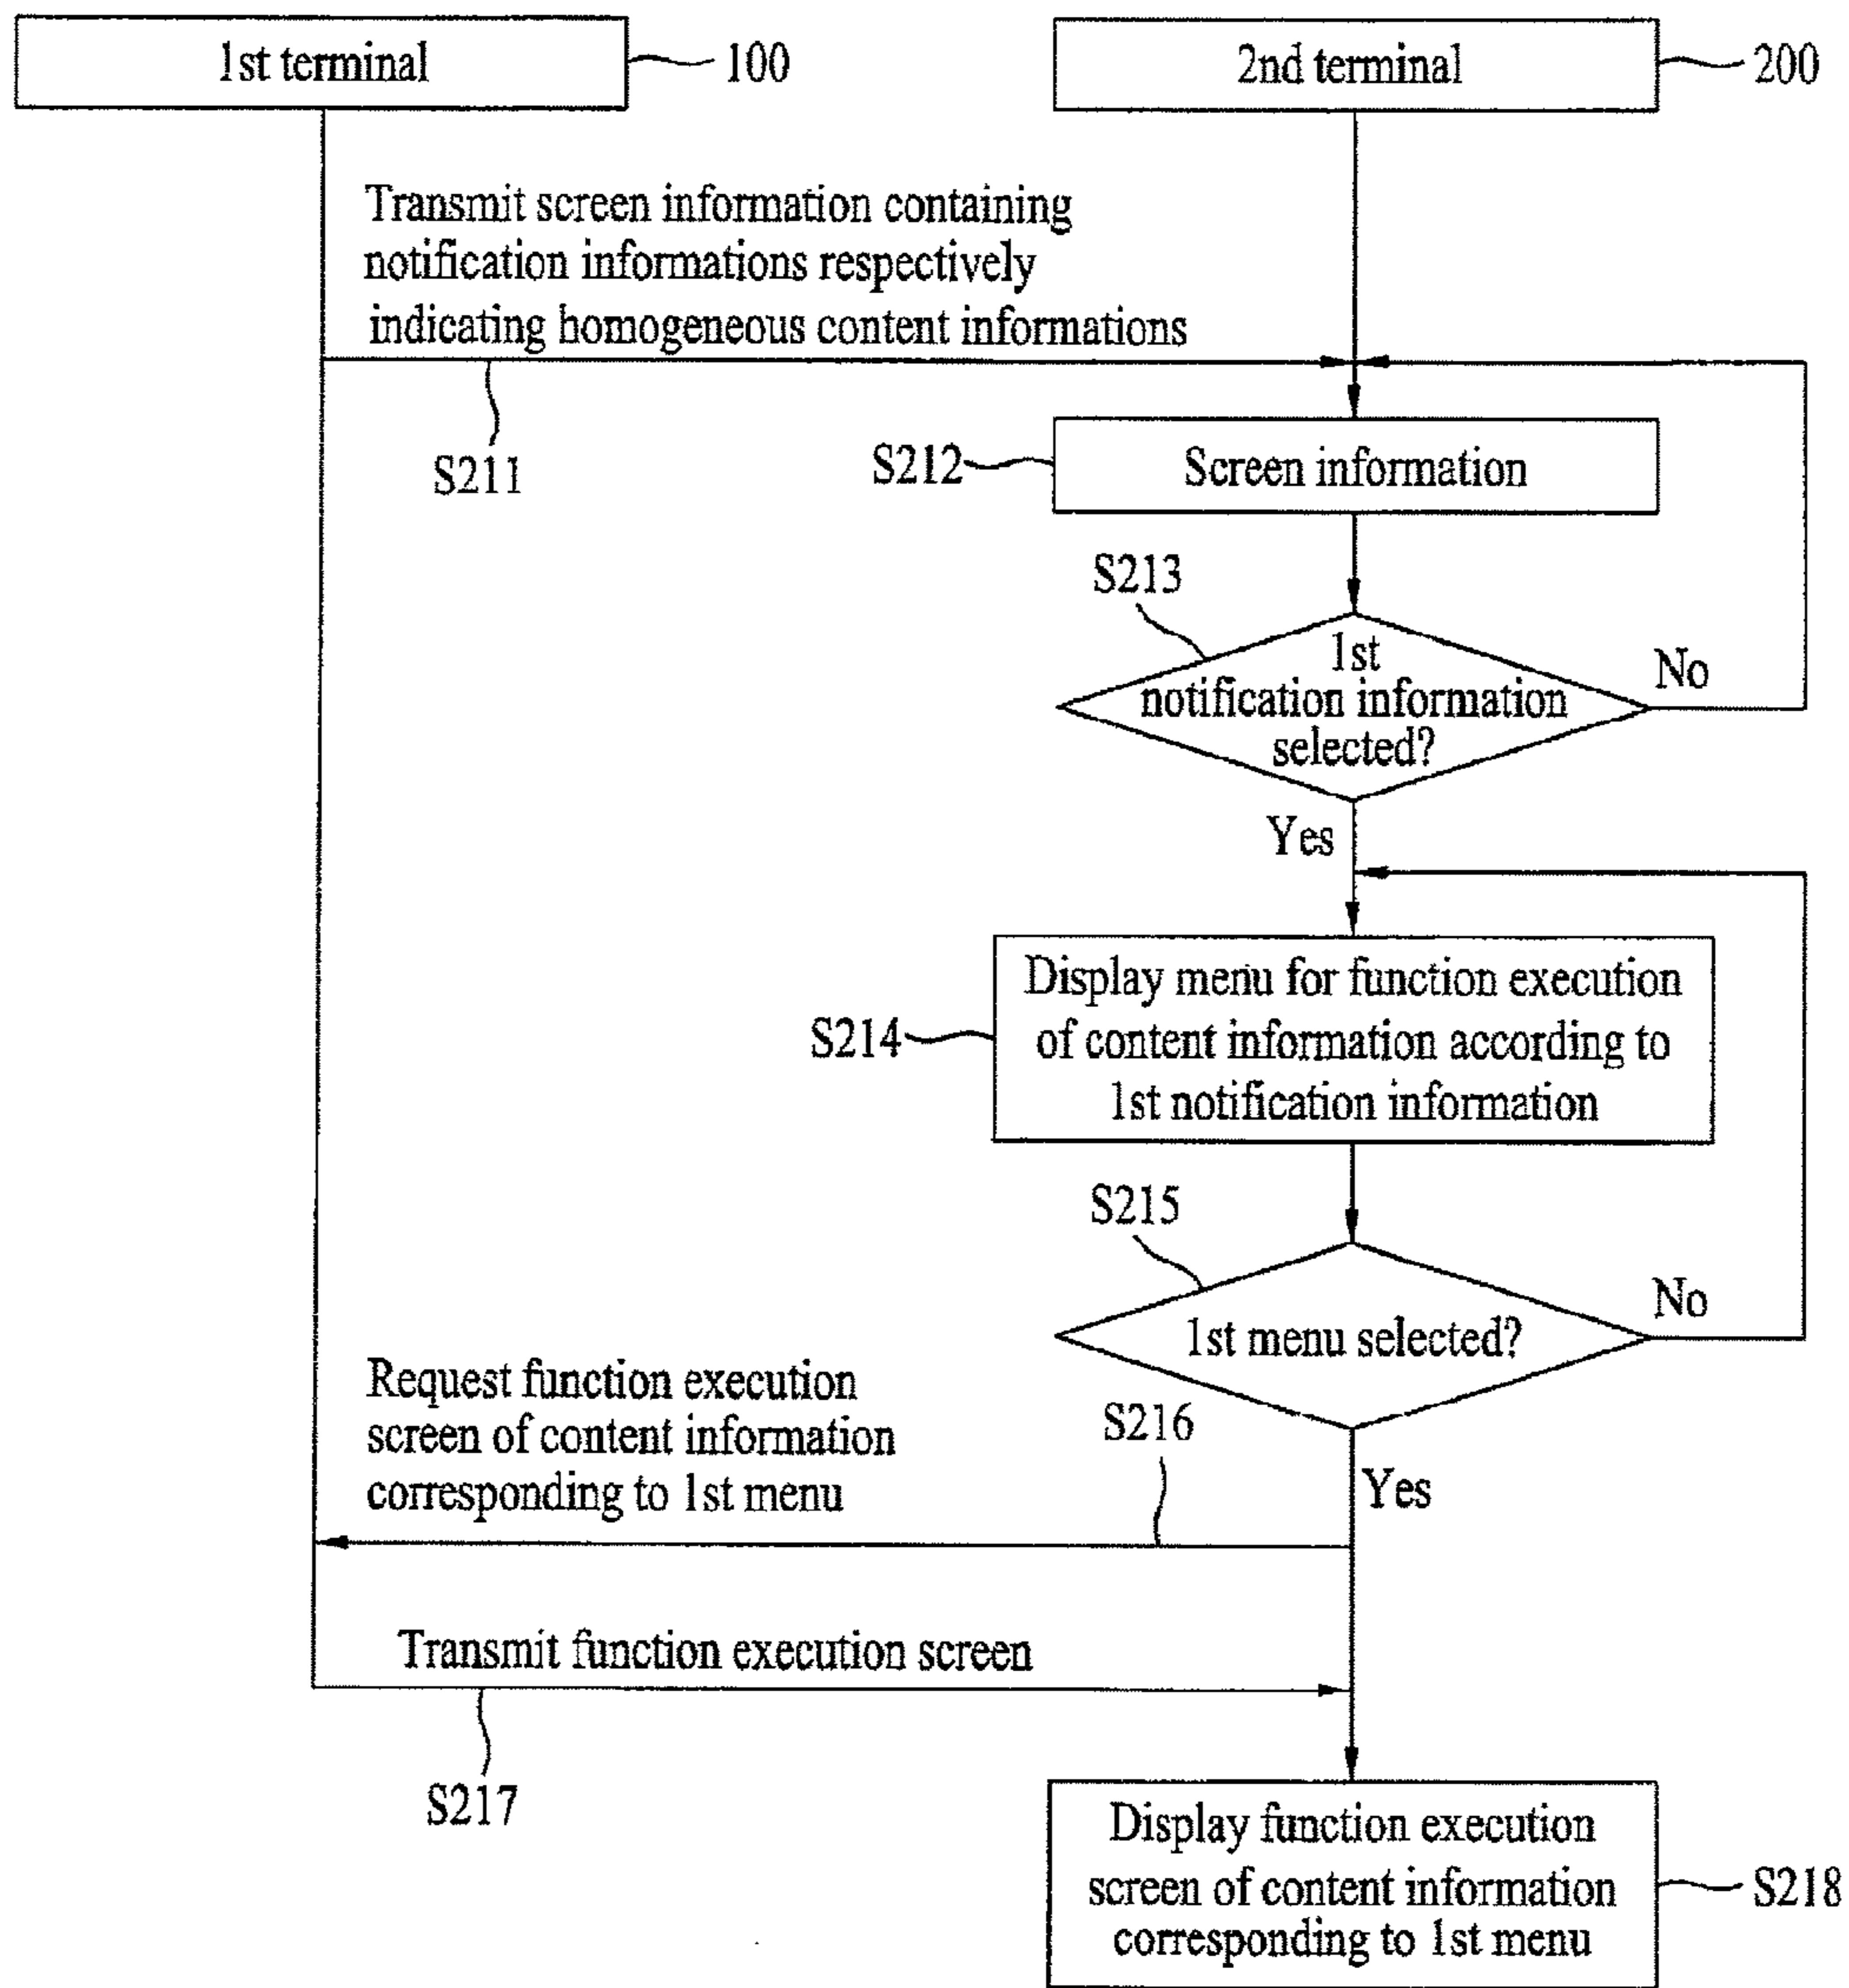 1st terminal
100
2nd terminal
200
Transmit screen information containing
notification informations respectively
indicating homogeneous content informations
S211
S212
Screen information
S213
1st
notification information
selected?
No
Yes
S214
Display menu for function execution
of content information according to
1st notification information
S215
1st menu selected?
No
Request function execution
screen of content information
corresponding to 1st menu
S216
Yes
Transmit function execution screen
S217
Display function execution
screen of content information
corresponding to 1st menu
S218